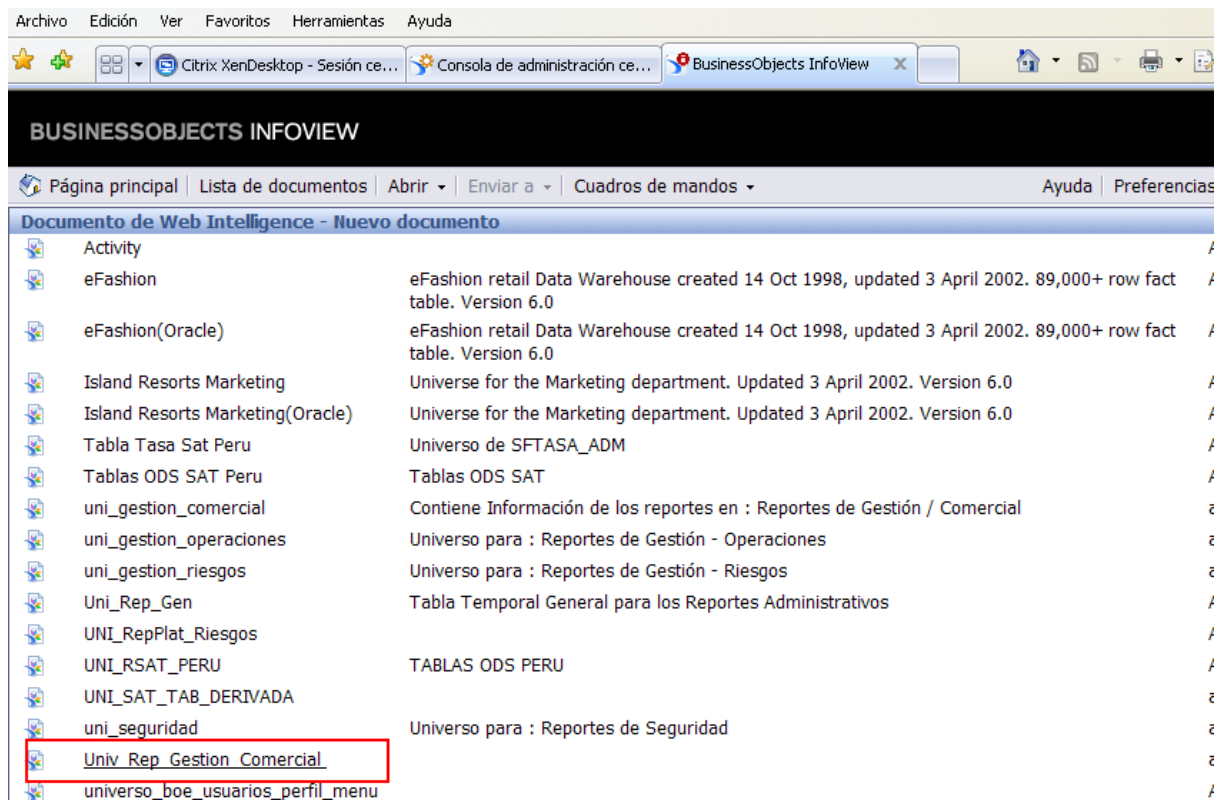 Archivo Edición Ver Favoritos Herramientas Ayuda
Citrix XenDesktop - Sesión ce... Consola de administración ce... BusinessObjects InfoView
BUSINESSOBJECTS INFOVIEW
Página principal Lista de documentos Abrir Enviar a Cuadros de mandos Ayuda Preferencias
Documento de Web Intelligence - Nuevo documento
Activity
eFashion eFashion retail Data Warehouse created 14 Oct 1998, updated 3 April 2002. 89,000+ row fact
table. Version 6.0
eFashion(Oracle) eFashion retail Data Warehouse created 14 Oct 1998, updated 3 April 2002. 89,000+ row fact
table. Version 6.0
Island Resorts Marketing Universe for the Marketing department. Updated 3 April 2002. Version 6.0
Island Resorts Marketing(Oracle) Universe for the Marketing department. Updated 3 April 2002. Version 6.0
Tabla Tasa Sat Peru Universo de SFTASA_ADM
Tablas ODS SAT Peru Tablas ODS SAT
uni_gestion_comercial Contiene Información de los reportes en : Reportes de Gestión / Comercial
uni_gestion_operaciones Universo para : Reportes de Gestión - Operaciones
uni_gestion_riesgos Universo para : Reportes de Gestión - Riesgos
Uni_Rep_Gen Tabla Temporal General para los Reportes Administrativos
UNI_RepPlat_Riesgos
UNI_RSAT_PERU TABLAS ODS PERU
UNI_SAT_TAB_DERIVADA
uni_seguridad Universo para : Reportes de Seguridad
Univ_Rep_Gestion_Comercial
universo_boe_usuarios_perfil_menu